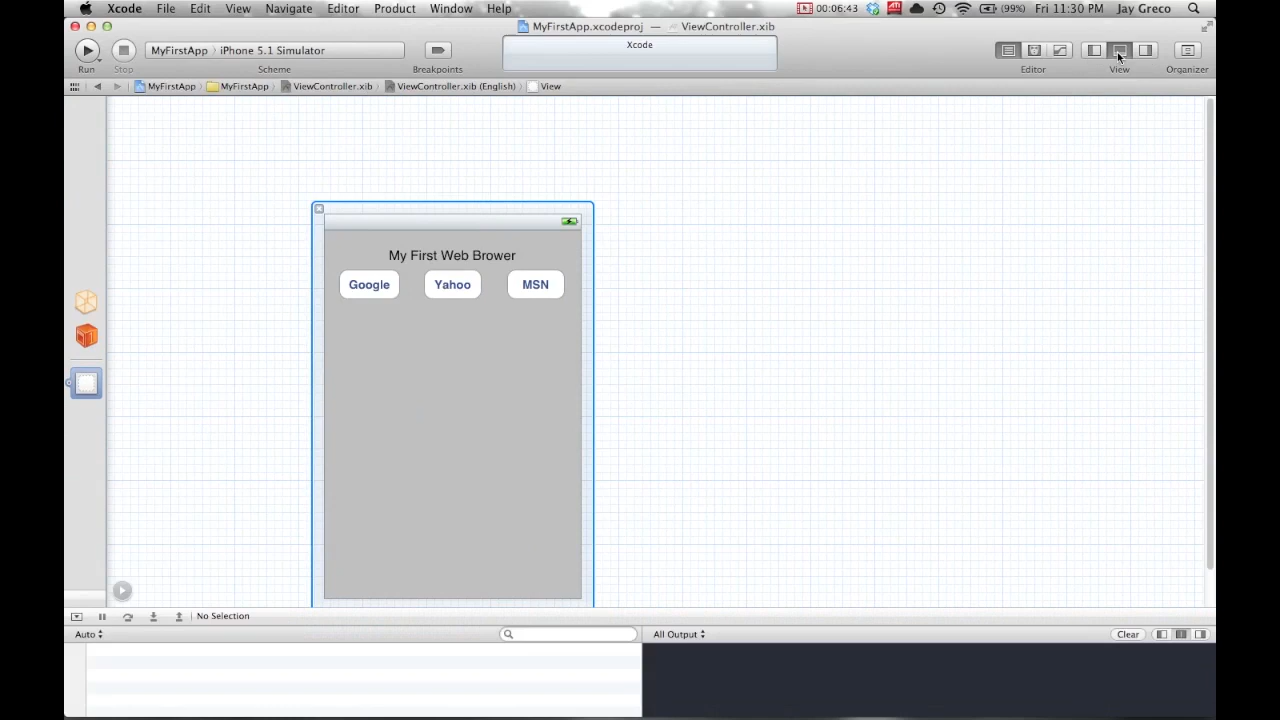 Xcode File Edit View Navigate Editor Product Window Help 00:06:43 (99%) Fri 11:30 PM Jay Greco
MyFirstApp.xcodeproj — ViewController.xib
MyFirstApp › iPhone 5.1 Simulator
Xcode
Run Stop Scheme Breakpoints Editor View Organizer
MyFirstApp › MyFirstApp › ViewController.xib › ViewController.xib (English) › View
My First Web Brower
Google Yahoo MSN
No Selection
Auto All Output Clear